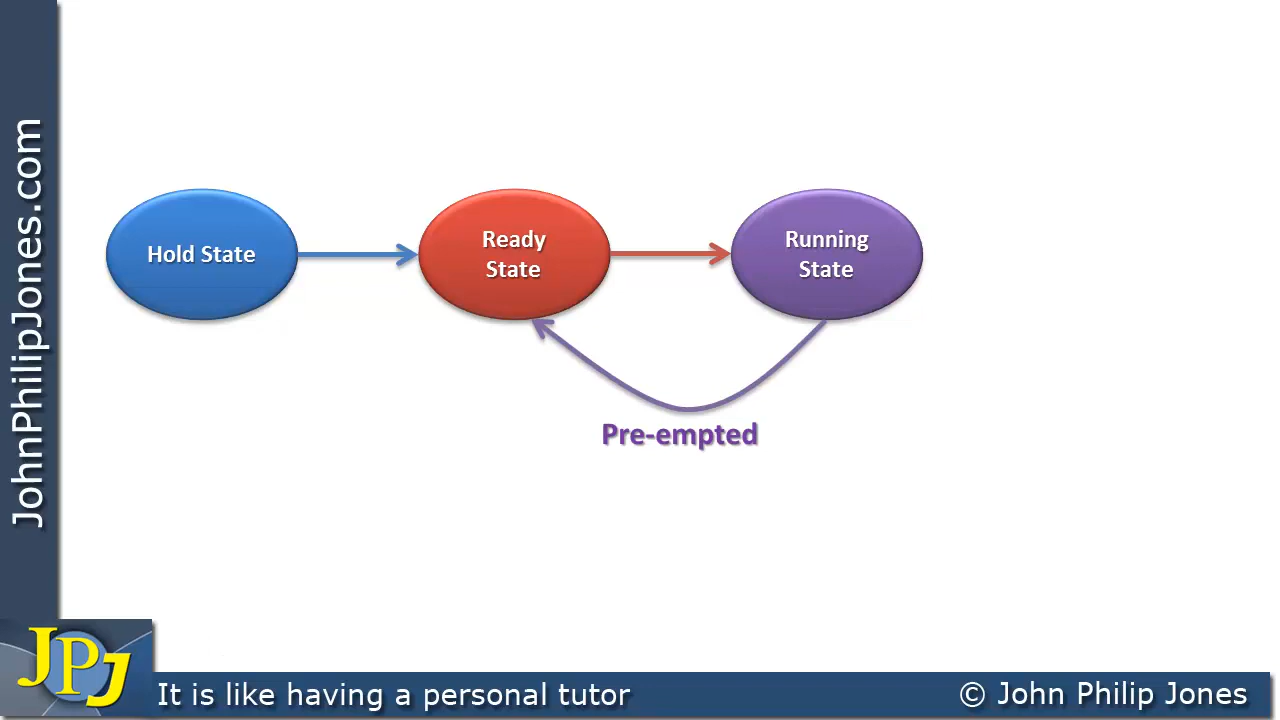 JohnPhilipJones.com
Hold State
Ready
State
Running
State
Pre-empted
JPJ
It is like having a personal tutor
© John Philip Jones